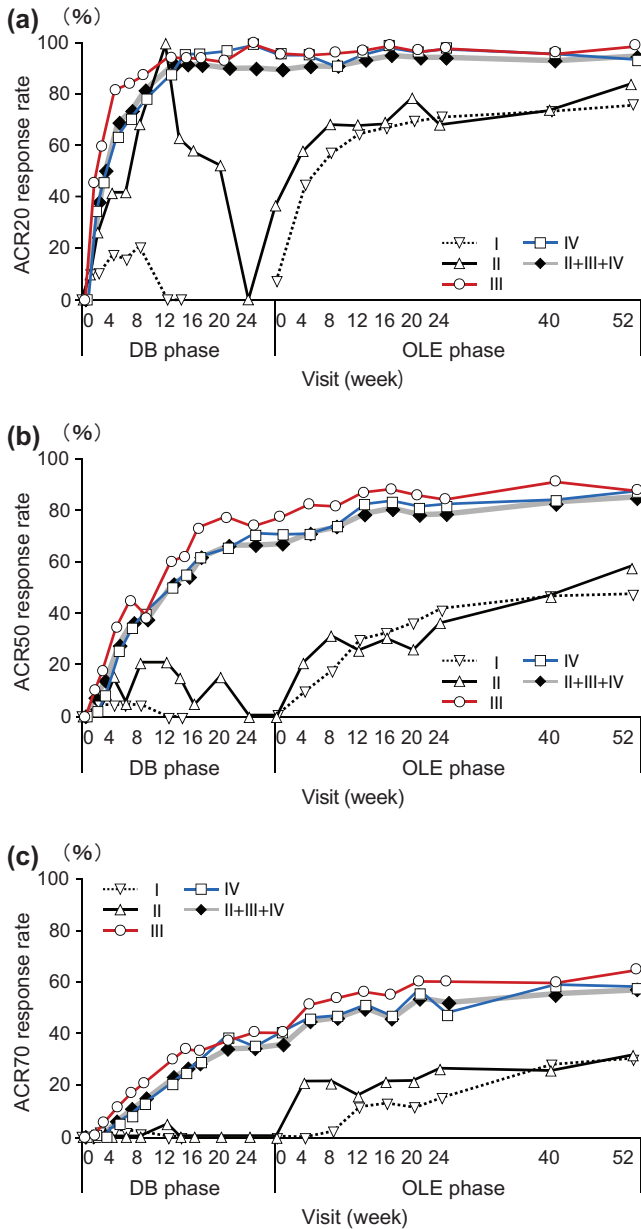 (a) (%)
100
80
60
40
20
0
ACR20 response rate
I IV
II II+III+IV
III
0 4 8 12 16 20 24 0 4 8 12 16 20 24 40 52
DB phase OLE phase
Visit (week)
(b) (%)
100
80
60
40
20
0
ACR50 response rate
I IV
II II+III+IV
III
0 4 8 12 16 20 24 0 4 8 12 16 20 24 40 52
DB phase OLE phase
Visit (week)
(c) (%)
100
80
60
40
20
0
ACR70 response rate
I IV
II II+III+IV
III
0 4 8 12 16 20 24 0 4 8 12 16 20 24 40 52
DB phase OLE phase
Visit (week)